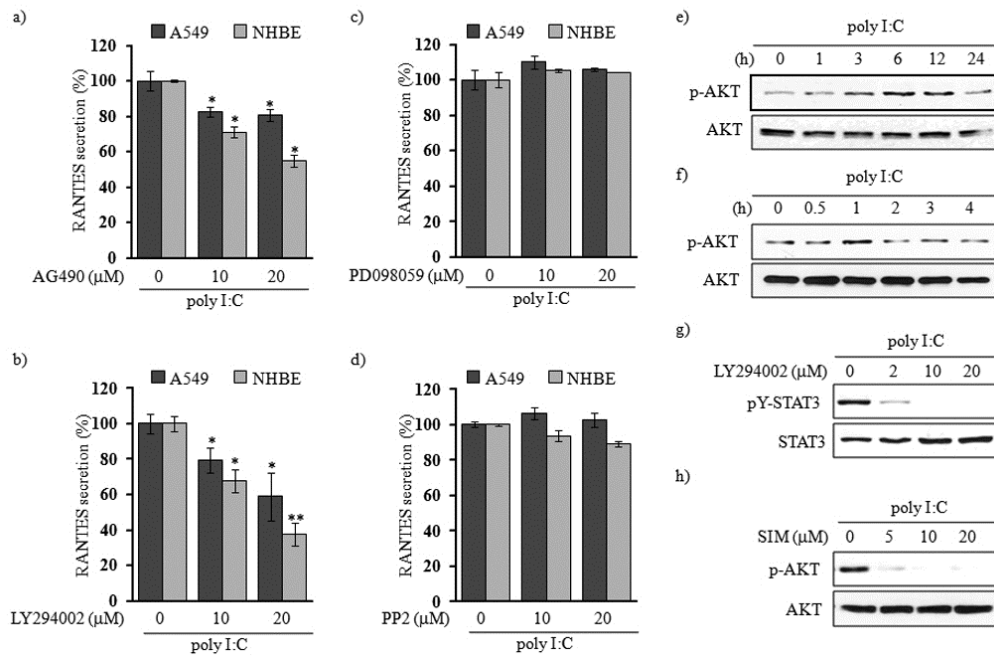 a)
A549 NHBE
RANTES secretion (%)
120
100
80
60
40
20
0
* * * *
AG490 (μM) 0 10 20
poly I:C
b)
A549 NHBE
RANTES secretion (%)
120
100
80
60
40
20
0
* * * **
LY294002 (μM) 0 10 20
poly I:C
c)
A549 NHBE
RANTES secretion (%)
120
100
80
60
40
20
0
PD098059 (μM) 0 10 20
poly I:C
d)
A549 NHBE
RANTES secretion (%)
120
100
80
60
40
20
0
PP2 (μM) 0 10 20
poly I:C
e)
poly I:C
(h) 0 1 3 6 12 24
p-AKT
AKT
f)
poly I:C
(h) 0 0.5 1 2 3 4
p-AKT
AKT
g)
poly I:C
LY294002 (μM) 0 2 10 20
pY-STAT3
STAT3
h)
poly I:C
SIM (μM) 0 5 10 20
p-AKT
AKT